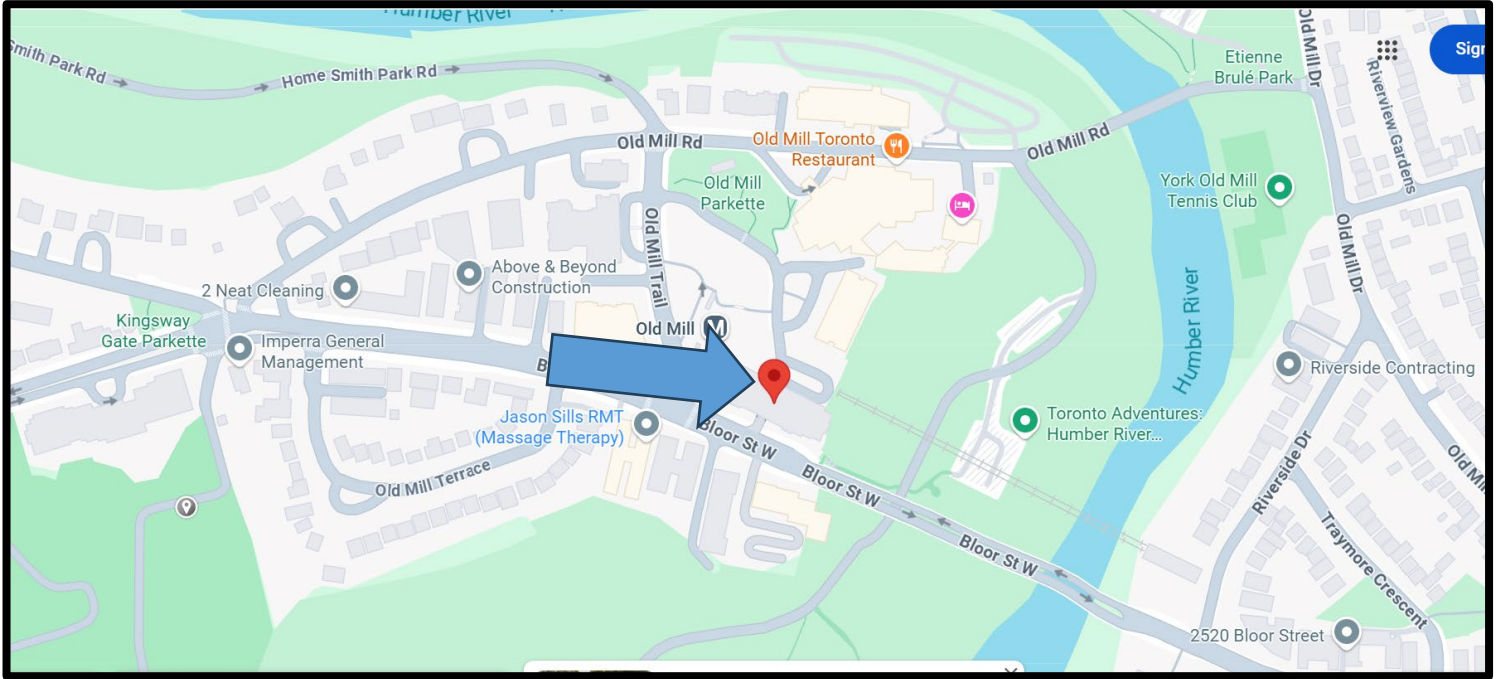 Humber River
Smith Park Rd
Home Smith Park Rd
Old Mill Dr
Etienne
Brulé Park
Sign
Riverview Gardens
Old Mill Rd
Old Mill Toronto
Restaurant
Old Mill Rd
Old Mill
Parkette
York Old Mill
Tennis Club
Old Mill Trail
Old Mill Dr
Above & Beyond
Construction
2 Neat Cleaning
Humber River
Kingsway
Gate Parkette
Imperra General
Management
Old Mill
B
Riverside Contracting
Jason Sills RMT
(Massage Therapy)
Bloor St W
Toronto Adventures:
Humber River...
Old Mill Terrace
Bloor St W
Riverside Dr
Old Mi
Bloor St W
Traymore Crescent
2520 Bloor Street